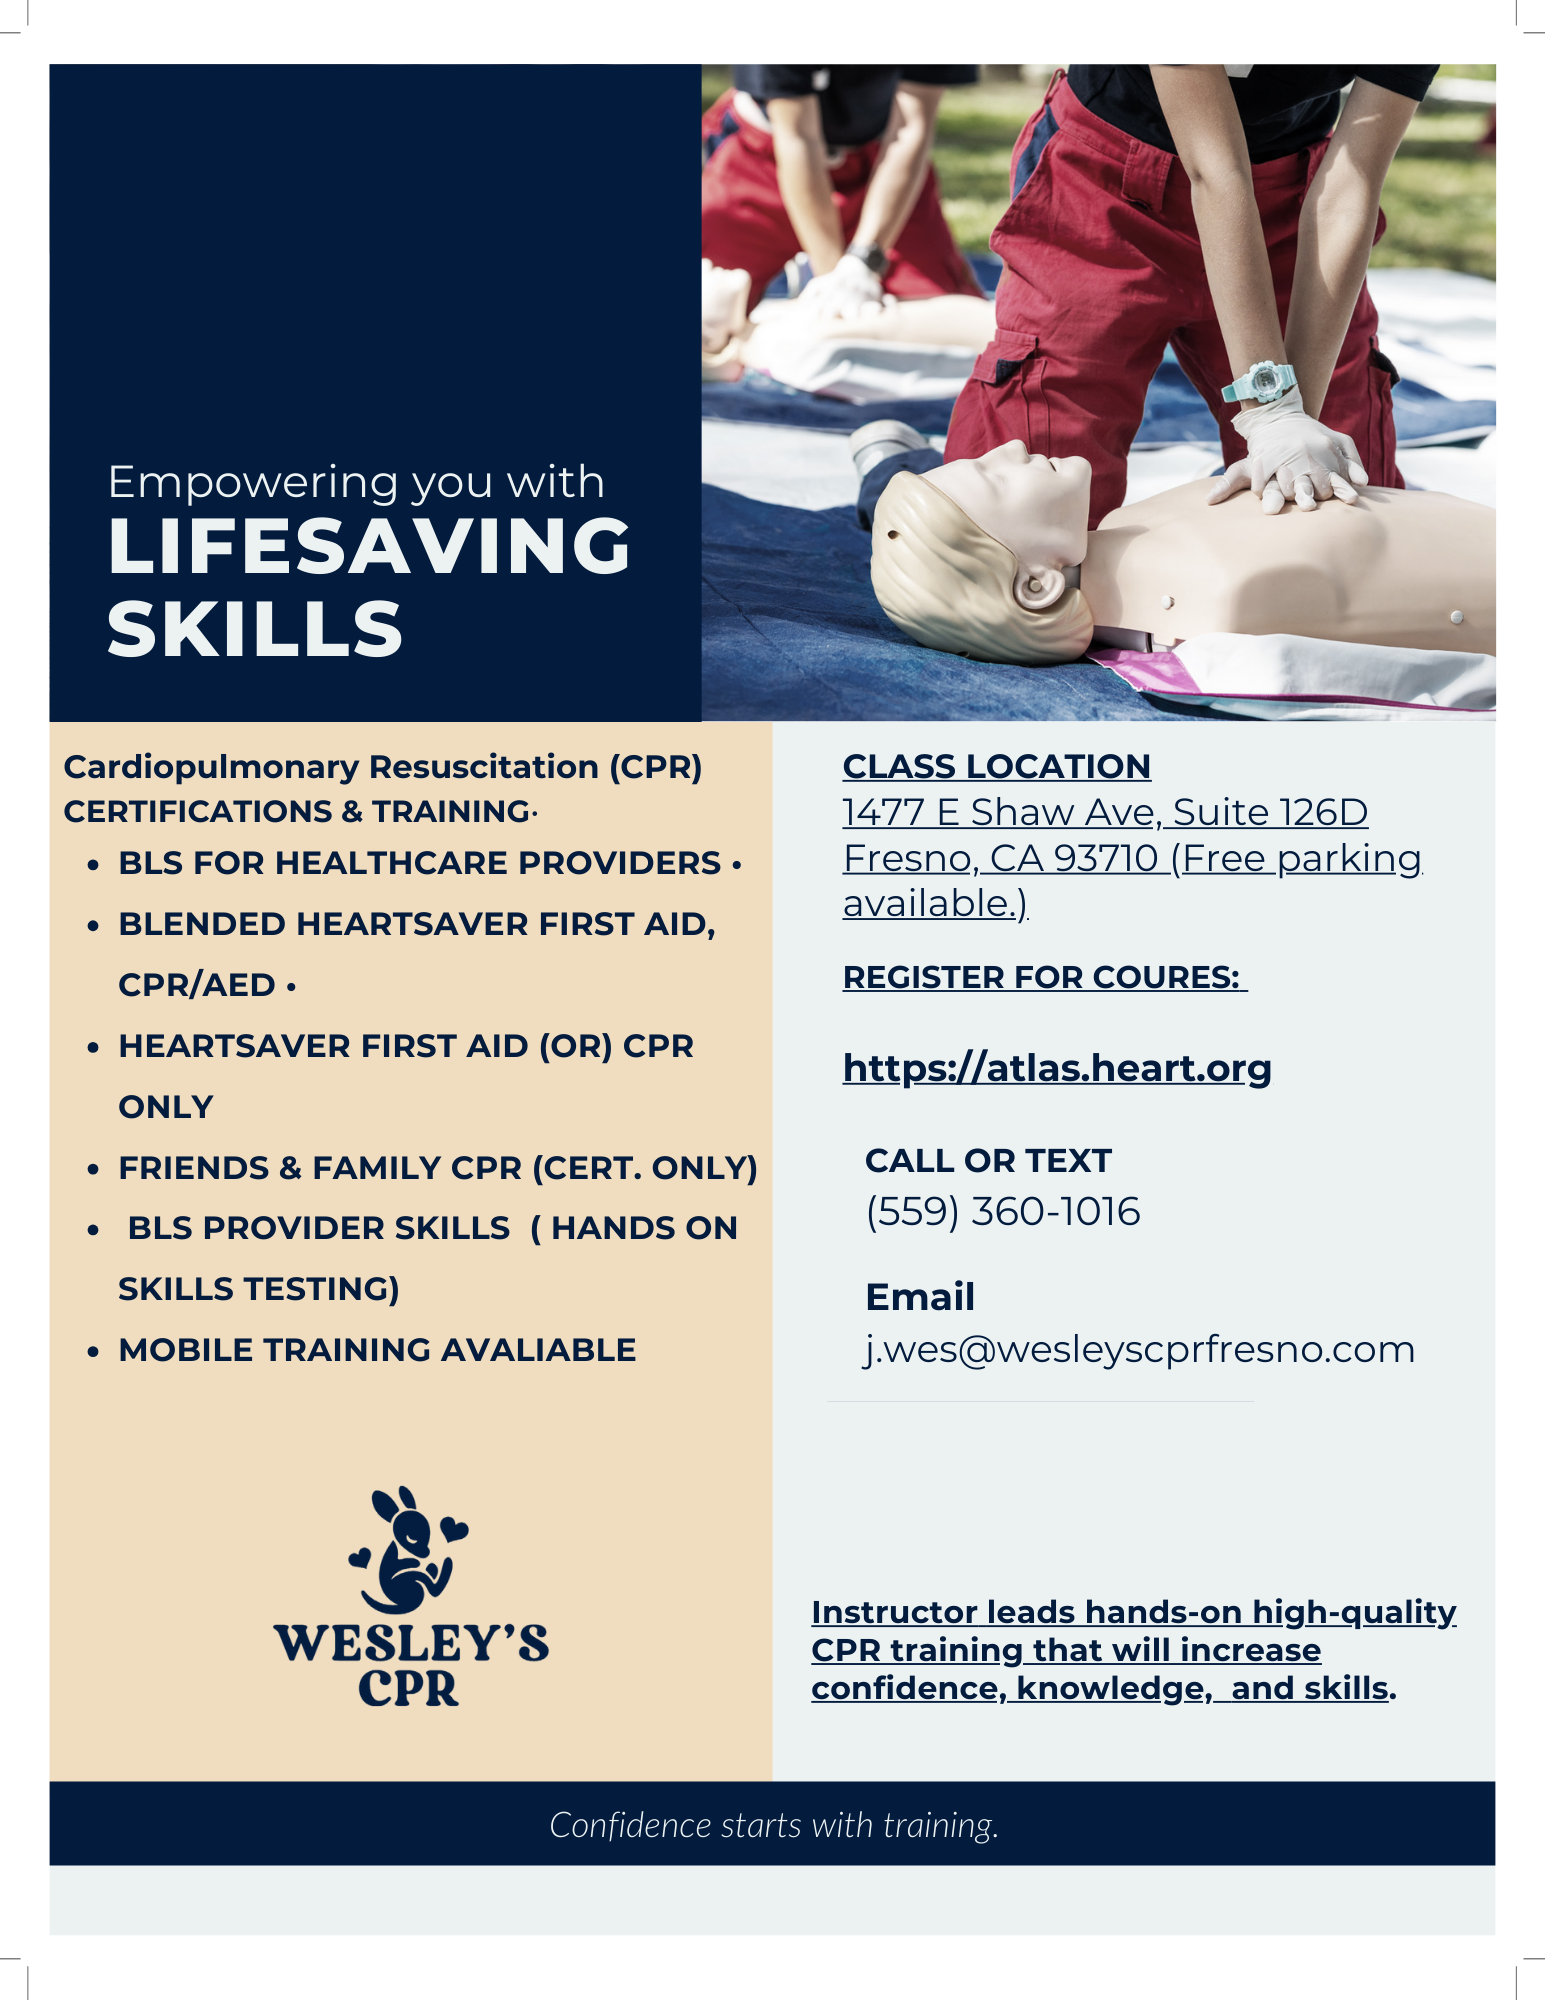 Empowering you with
LIFESAVING
SKILLS
Cardiopulmonary Resuscitation (CPR)
CERTIFICATIONS & TRAINING·
• BLS FOR HEALTHCARE PROVIDERS •
• BLENDED HEARTSAVER FIRST AID,
CPR/AED •
• HEARTSAVER FIRST AID (OR) CPR
ONLY
• FRIENDS & FAMILY CPR (CERT. ONLY)
• BLS PROVIDER SKILLS ( HANDS ON
SKILLS TESTING)
• MOBILE TRAINING AVALIABLE
WESLEY'S
CPR
CLASS LOCATION
1477 E Shaw Ave, Suite 126D
Fresno, CA 93710 (Free parking
available.)
REGISTER FOR COURES:
https://atlas.heart.org
CALL OR TEXT
(559) 360-1016
Email
j.wes@wesleyscprfresno.com
Instructor leads hands-on high-quality
CPR training that will increase
confidence, knowledge, and skills.
Confidence starts with training.